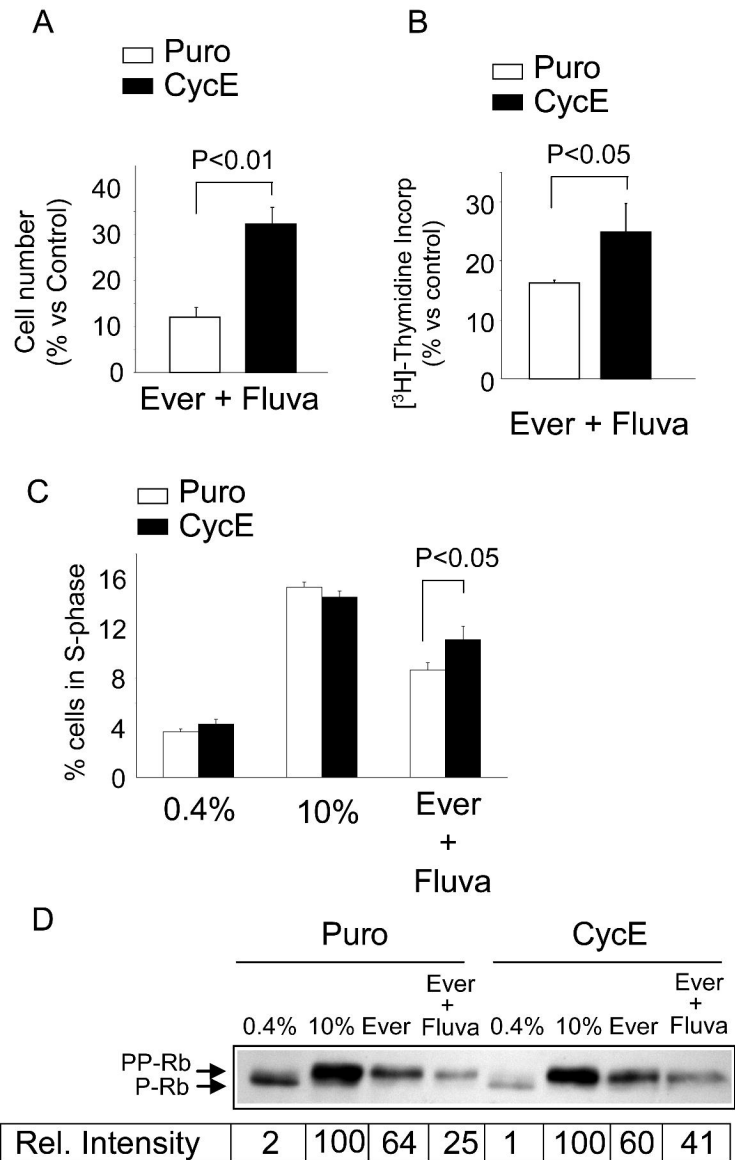 A
Puro
CycE
P<0.01
40
30
20
10
0
Cell number
(% vs Control)
Ever + Fluva
B
Puro
CycE
P<0.05
30
20
10
0
[³H]-Thymidine Incorp
(% vs control)
Ever + Fluva
C
Puro
CycE
P<0.05
16
12
8
4
0
% cells in S-phase
0.4% 10% Ever
+
Fluva
D
Puro CycE
0.4% 10% Ever Ever + Fluva 0.4% 10% Ever Ever + Fluva
PP-Rb
P-Rb
Rel. Intensity 2 100 64 25 1 100 60 41